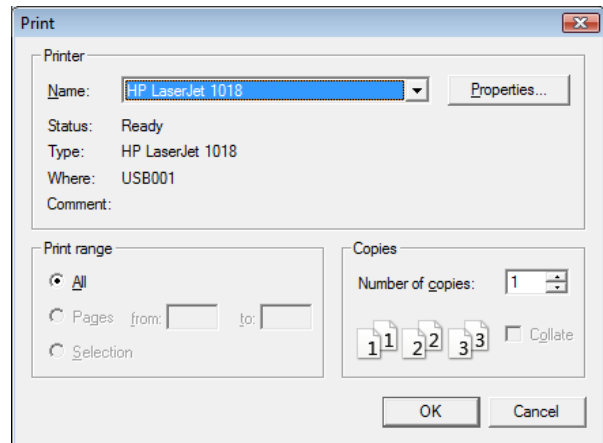 Print
Printer
Name: HP LaserJet 1018 Properties...
Status: Ready
Type: HP LaserJet 1018
Where: USB001
Comment:
Print range
All
Pages from: to:
Selection
Copies
Number of copies: 1
1 1 2 2 3 3 Collate
OK Cancel